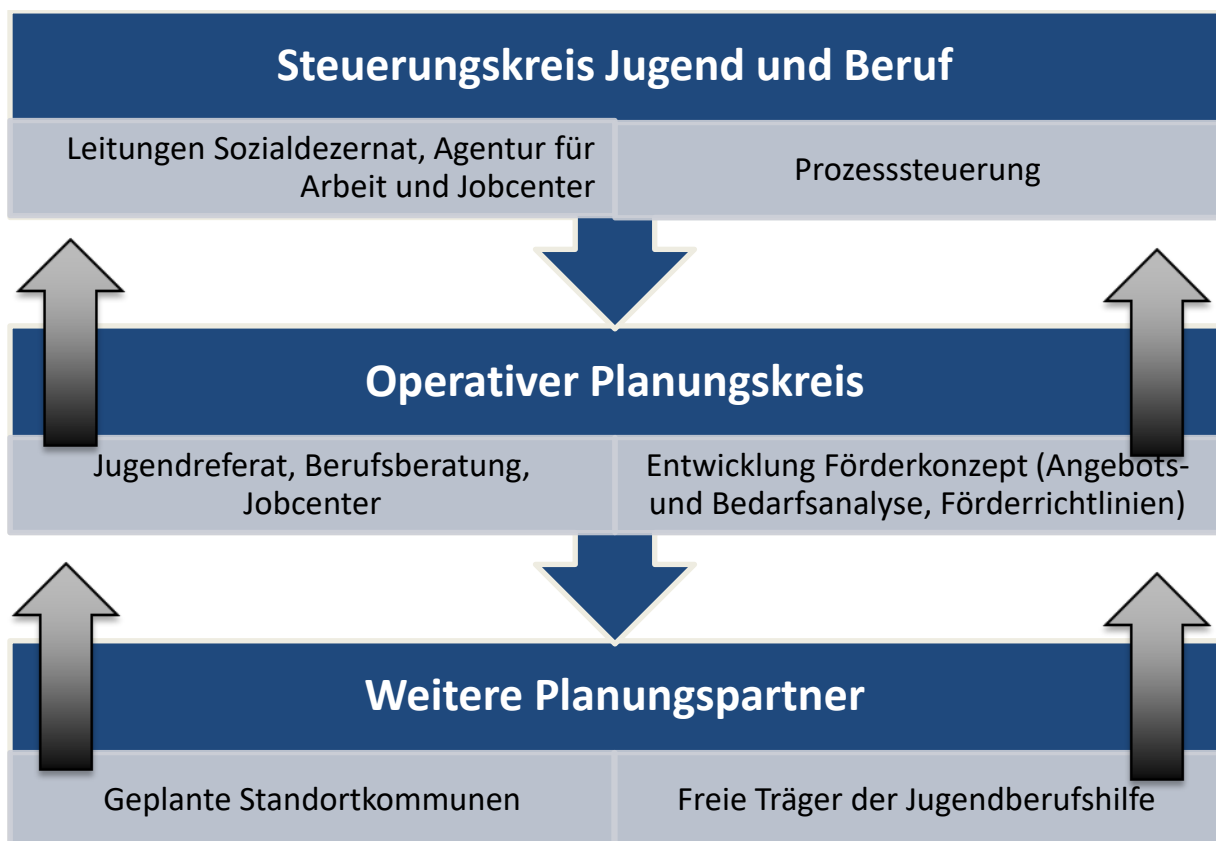 Steuerungskreis Jugend und Beruf
Leitungen Sozialdezernat, Agentur für
Arbeit und Jobcenter
Prozesssteuerung
Operativer Planungskreis
Jugendreferat, Berufsberatung,
Jobcenter
Entwicklung Förderkonzept (Angebots-
und Bedarfsanalyse, Förderrichtlinien)
Weitere Planungspartner
Geplante Standortkommunen
Freie Träger der Jugendberufshilfe